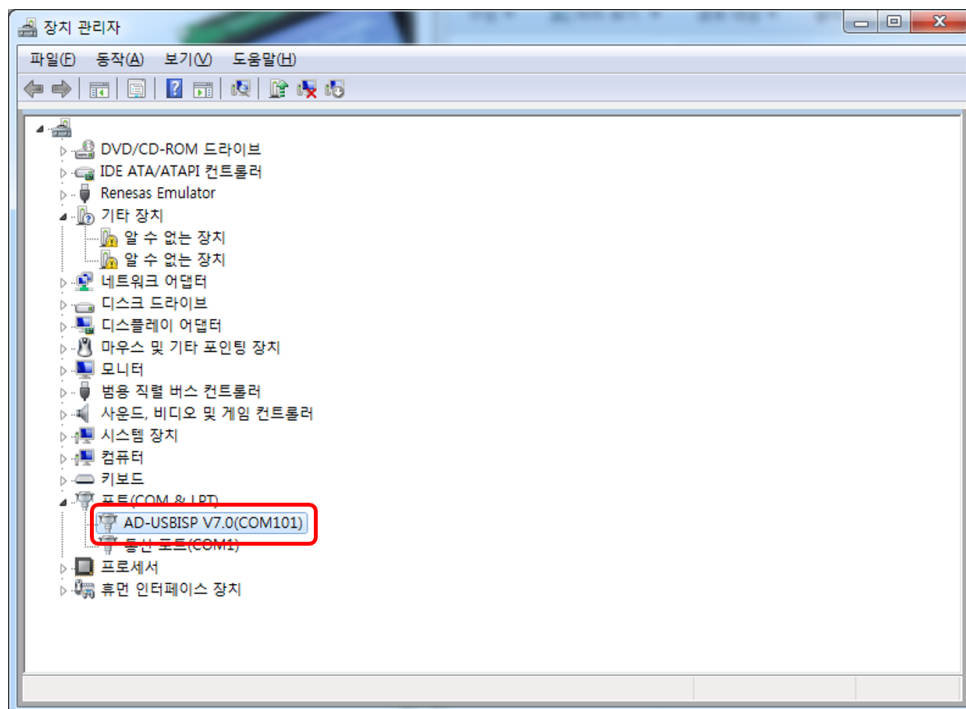 장치 관리자
파일(F) 동작(A) 보기(V) 도움말(H)
DVD/CD-ROM 드라이브
IDE ATA/ATAPI 컨트롤러
Renesas Emulator
기타 장치
알 수 없는 장치
알 수 없는 장치
네트워크 어댑터
디스크 드라이브
디스플레이 어댑터
마우스 및 기타 포인팅 장치
모니터
범용 직렬 버스 컨트롤러
사운드, 비디오 및 게임 컨트롤러
시스템 장치
컴퓨터
키보드
포트(COM & LPT)
AD-USBISP V7.0(COM101)
통신 포트(COM1)
프로세서
휴먼 인터페이스 장치